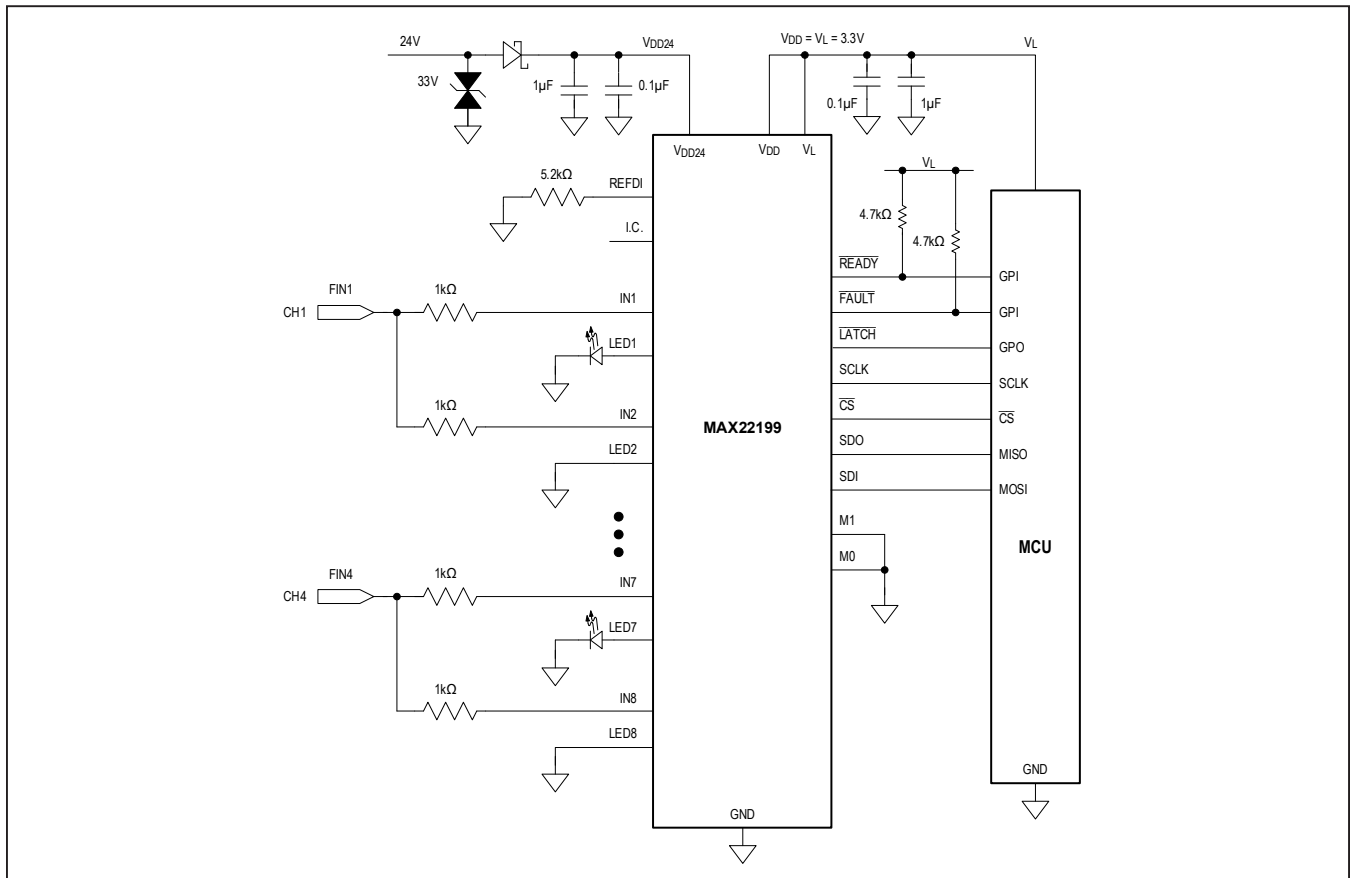 24V
VDD24
VDD = VL = 3.3V
VL
33V
1µF
0.1µF
0.1µF
1µF
VDD24
VDD
VL
VL
5.2kΩ
REFDI
I.C.
4.7kΩ
4.7kΩ
READY
GPI
FIN1
1kΩ
IN1
FAULT
GPI
CH1
LED1
LATCH
GPO
SCLK
SCLK
1kΩ
IN2
CS
CS
MAX22199
LED2
SDO
MISO
SDI
MOSI
M1
MCU
M0
FIN4
1kΩ
IN7
CH4
LED7
1kΩ
IN8
LED8
GND
GND